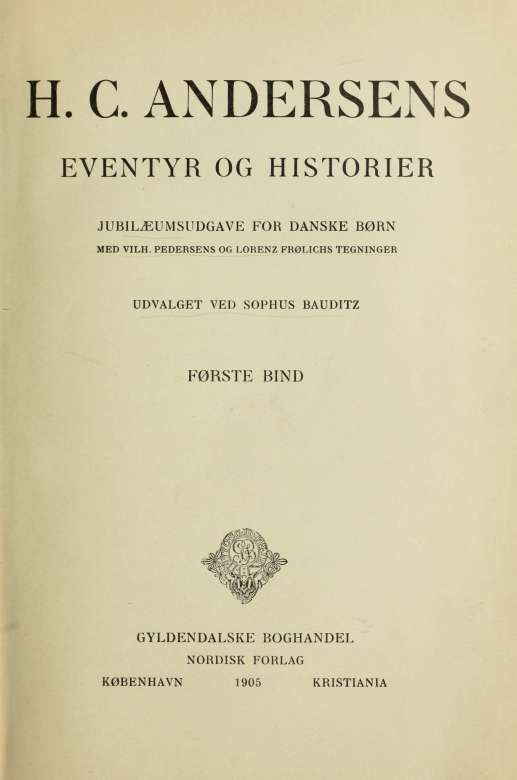 H. C. ANDERSENS
EVENTYR OG HISTORIER
JUBILÆUMSUDGAVE FOR DANSKE BØRN
MED VILH. PEDERSENS OG LORENZ FRØLICHS TEGNINGER
UDVALGET VED SOPHUS BAUDITZ
FØRSTE BIND
GYLDENDALSKE BOGHANDEL
NORDISK FORLAG
KØBENHAVN 1905 KRISTIANIA